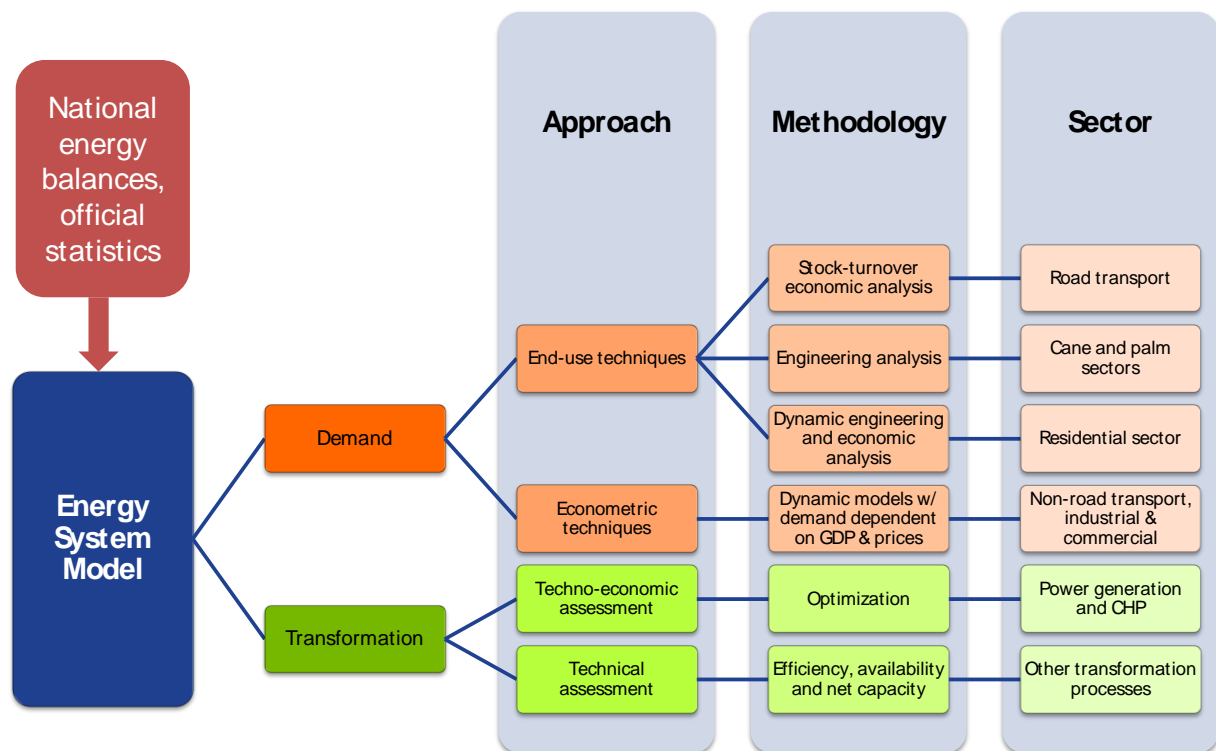 National
energy
balances,
official
statistics
Energy
System
Model
Demand
Transformation
Approach
End-use techniques
Econometric
techniques
Techno-economic
assessment
Technical
assessment
Methodology
Stock-turnover
economic analysis
Engineering analysis
Dynamic engineering
and economic
analysis
Dynamic models w/
demand dependent
on GDP & prices
Optimization
Efficiency, availability
and net capacity
Sector
Road transport
Cane and palm
sectors
Residential sector
Non-road transport,
industrial &
commercial
Power generation
and CHP
Other transformation
processes